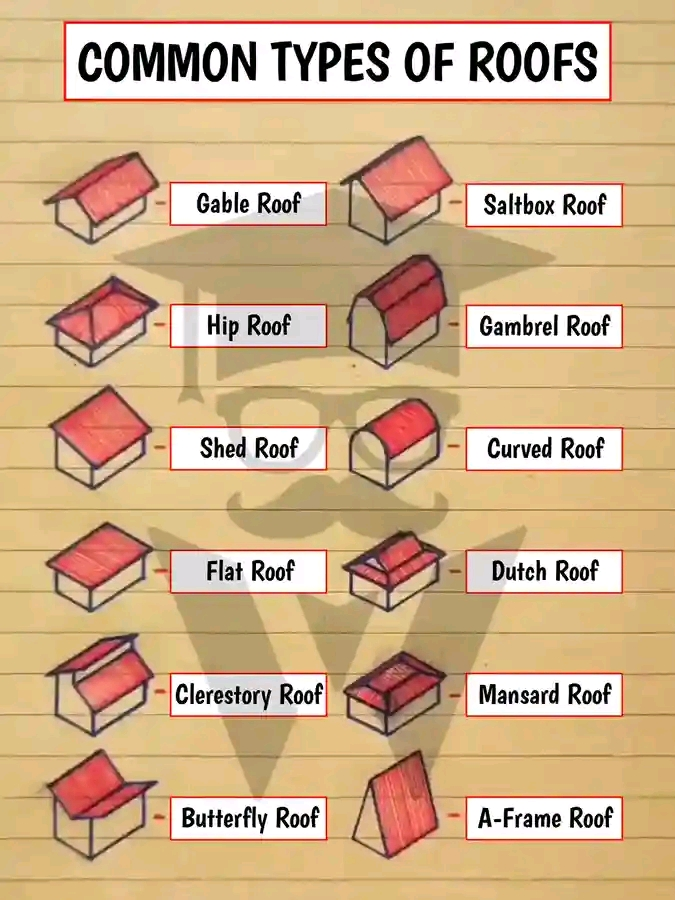 COMMON TYPES OF ROOFS
Gable Roof
Saltbox Roof
Hip Roof
Gambrel Roof
Shed Roof
Curved Roof
Flat Roof
Dutch Roof
Clerestory Roof
Mansard Roof
Butterfly Roof
A-Frame Roof